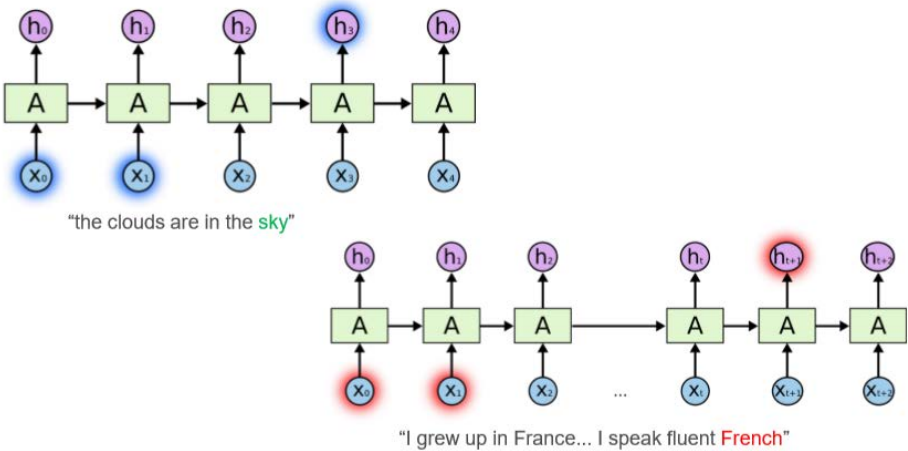 h₀ h₁ h₂ h₃ h₄
A A A A A
x₀ x₁ x₂ x₃ x₄
“the clouds are in the sky”
h₀ h₁ h₂ hₜ hₜ₊₁ hₜ₊₂
A A A A A A
x₀ x₁ x₂ ... xₜ xₜ₊₁ xₜ₊₂
“I grew up in France... I speak fluent French”